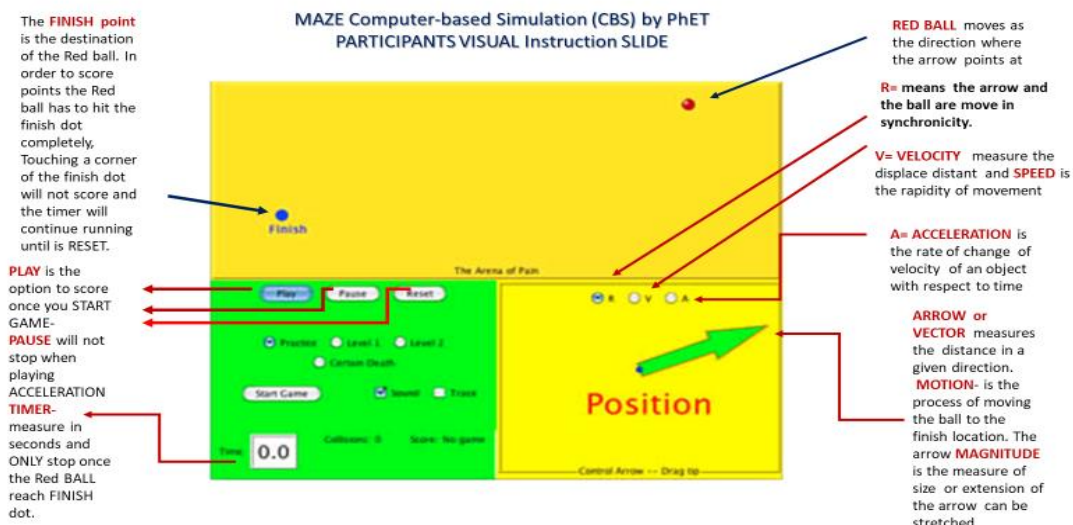 MAZE Computer-based Simulation (CBS) by PhET
PARTICIPANTS VISUAL Instruction SLIDE
The FINISH point
is the destination
of the Red ball. In
order to score
points the Red
ball has to hit the
finish dot
completely,
Touching a corner
of the finish dot
will not score and
the timer will
continue running
until is RESET.
PLAY is the
option to score
once you START
GAME-
PAUSE will not
stop when
playing
ACCELERATION
TIMER-
measure in
seconds and
ONLY stop once
the Red BALL
reach FINISH
dot.
Finish
The Arena of Pain
Play Pause Reset
Practice Level 1 Level 2
Certain Death
Start Game Sound Trace
Time 0.0 Collisions: 0 Score: No game
R V A
Position
Control Arrow -- Drag tip
RED BALL moves as
the direction where
the arrow points at
R= means the arrow and
the ball are move in
synchronicity.
V= VELOCITY measure the
displace distant and SPEED is
the rapidity of movement
A= ACCELERATION is
the rate of change of
velocity of an object
with respect to time
ARROW or
VECTOR measures
the distance in a
given direction.
MOTION- is the
process of moving
the ball to the
finish location. The
arrow MAGNITUDE
is the measure of
size or extension of
the arrow can be
stretched